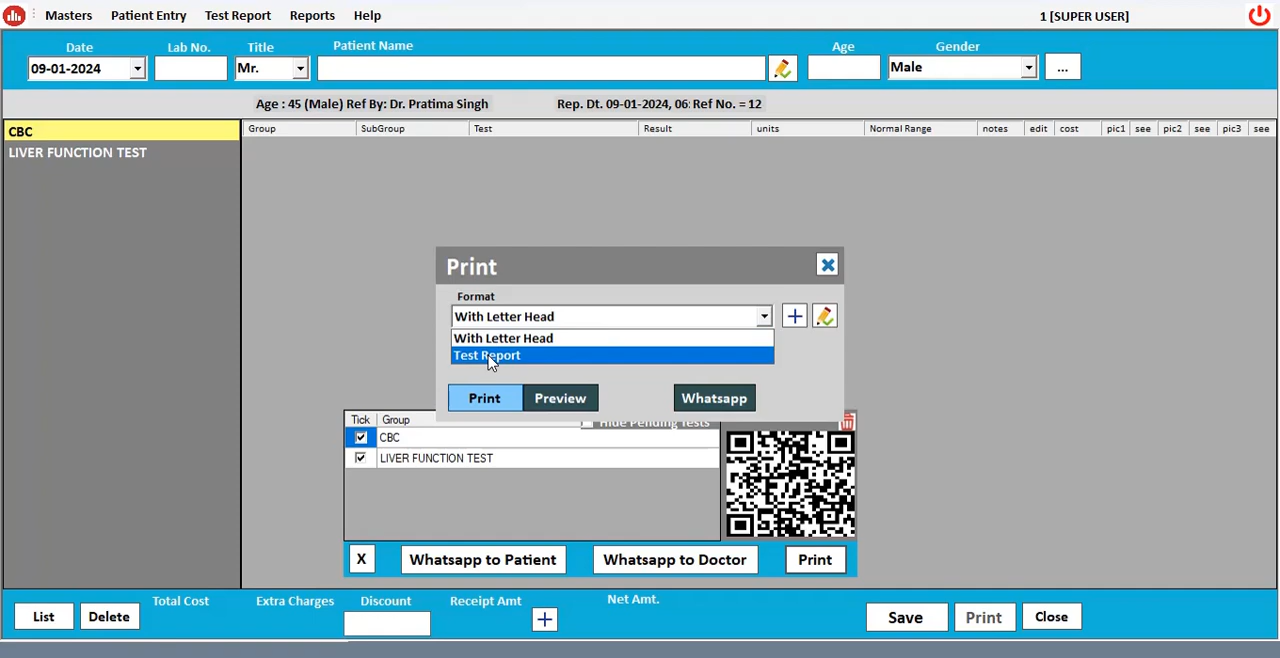 Masters Patient Entry Test Report Reports Help 1 [SUPER USER]
Date Lab No. Title Patient Name Age Gender
09-01-2024 Mr. Male ...
Age : 45 (Male) Ref By: Dr. Pratima Singh Rep. Dt. 09-01-2024, 06: Ref No. = 12
CBC
LIVER FUNCTION TEST
Group SubGroup Test Result units Normal Range notes edit cost pic1 see pic2 see pic3 see
Print
Format
With Letter Head
With Letter Head
Test Report
Print Preview Whatsapp
Tick Group Hide Pending Tests
CBC
LIVER FUNCTION TEST
X Whatsapp to Patient Whatsapp to Doctor Print
List Delete Total Cost Extra Charges Discount Receipt Amt Net Amt. Save Print Close